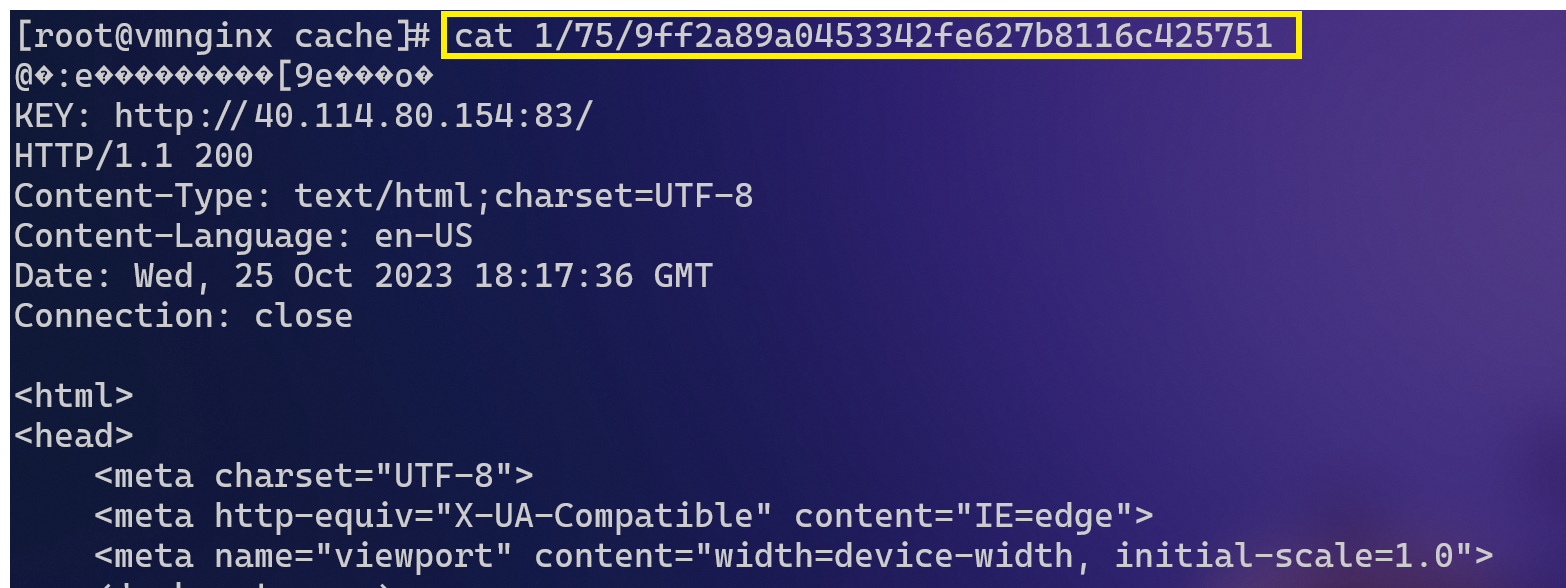 [root@vmnginx cache]# cat 1/75/9ff2a89a0453342fe627b8116c425751
@�:e���������[9e���o�
KEY: http://40.114.80.154:83/
HTTP/1.1 200
Content-Type: text/html;charset=UTF-8
Content-Language: en-US
Date: Wed, 25 Oct 2023 18:17:36 GMT
Connection: close
<html>
<head>
    <meta charset="UTF-8">
    <meta http-equiv="X-UA-Compatible" content="IE=edge">
    <meta name="viewport" content="width=device-width, initial-scale=1.0">